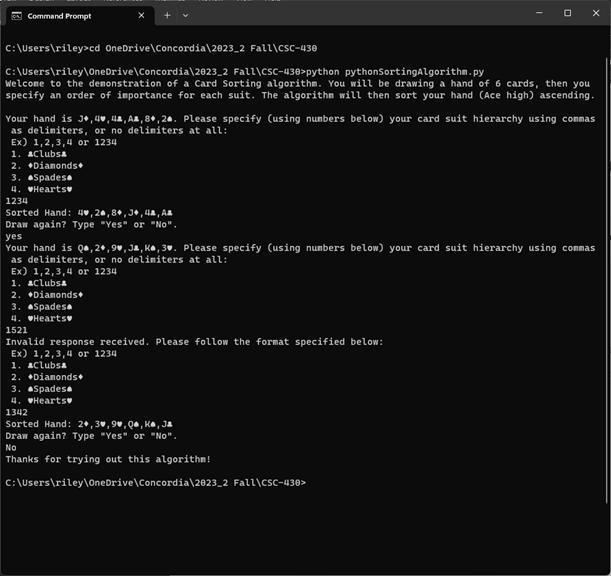 Command Prompt
C:\Users\riley>cd OneDrive\Concordia\2023_2 Fall\CSC-430
C:\Users\riley\OneDrive\Concordia\2023_2 Fall\CSC-430>python pythonSortingAlgorithm.py
Welcome to the demonstration of a Card Sorting algorithm. You will be drawing a hand of 6 cards, then you
specify an order of importance for each suit. The algorithm will then sort your hand (Ace high) ascending.
Your hand is J♦,4♥,4♣,A♣,8♦,2♠. Please specify (using numbers below) your card suit hierarchy using commas
as delimiters, or no delimiters at all:
Ex) 1,2,3,4 or 1234
1. ♣Clubs♣
2. ♦Diamonds♦
3. ♠Spades♠
4. ♥Hearts♥
1234
Sorted Hand: 4♥,2♠,8♦,J♦,4♣,A♣
Draw again? Type "Yes" or "No".
yes
Your hand is Q♠,2♦,9♥,J♣,K♠,3♥. Please specify (using numbers below) your card suit hierarchy using commas
as delimiters, or no delimiters at all:
Ex) 1,2,3,4 or 1234
1. ♣Clubs♣
2. ♦Diamonds♦
3. ♠Spades♠
4. ♥Hearts♥
1521
Invalid response received. Please follow the format specified below:
Ex) 1,2,3,4 or 1234
1. ♣Clubs♣
2. ♦Diamonds♦
3. ♠Spades♠
4. ♥Hearts♥
1342
Sorted Hand: 2♦,3♥,9♥,Q♠,K♠,J♣
Draw again? Type "Yes" or "No".
No
Thanks for trying out this algorithm!
C:\Users\riley\OneDrive\Concordia\2023_2 Fall\CSC-430>